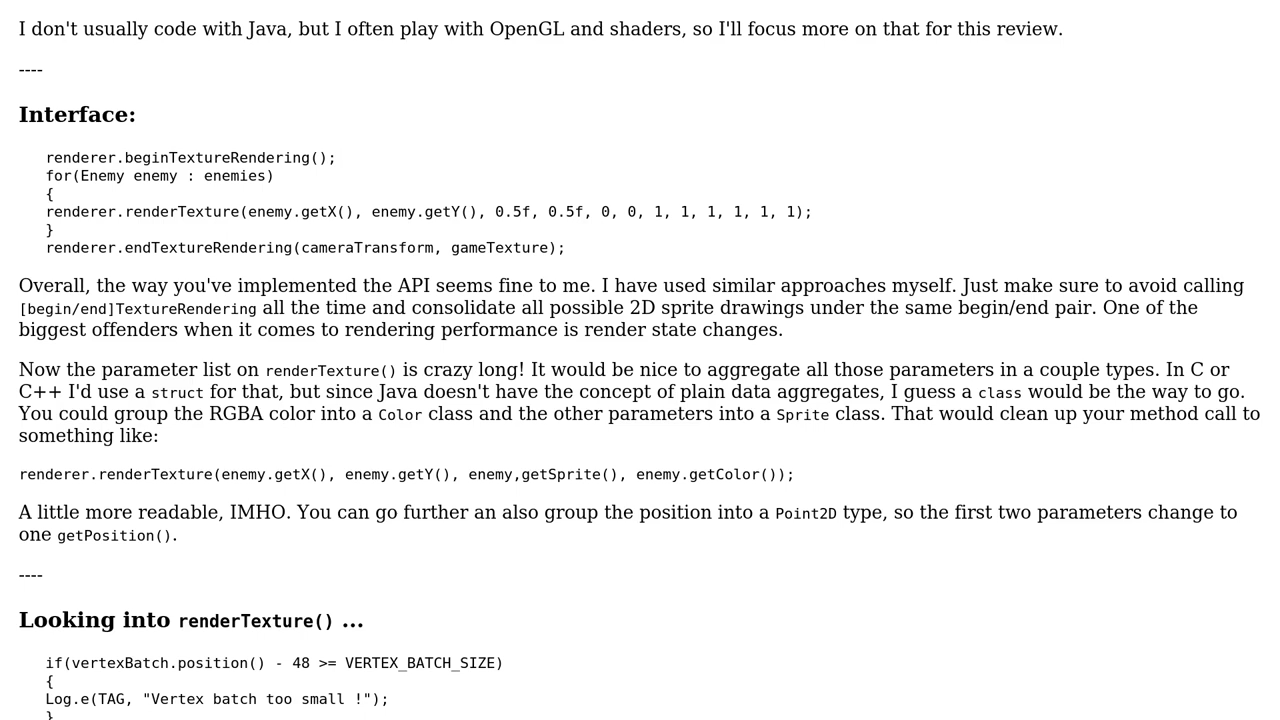 I don't usually code with Java, but I often play with OpenGL and shaders, so I'll focus more on that for this review.
----
Interface:
renderer.beginTextureRendering();
for(Enemy enemy : enemies)
{
renderer.renderTexture(enemy.getX(), enemy.getY(), 0.5f, 0.5f, 0, 0, 1, 1, 1, 1, 1, 1);
}
renderer.endTextureRendering(cameraTransform, gameTexture);
Overall, the way you've implemented the API seems fine to me. I have used similar approaches myself. Just make sure to avoid calling
[begin/end]TextureRendering all the time and consolidate all possible 2D sprite drawings under the same begin/end pair. One of the
biggest offenders when it comes to rendering performance is render state changes.
Now the parameter list on renderTexture() is crazy long! It would be nice to aggregate all those parameters in a couple types. In C or
C++ I'd use a struct for that, but since Java doesn't have the concept of plain data aggregates, I guess a class would be the way to go.
You could group the RGBA color into a Color class and the other parameters into a Sprite class. That would clean up your method call to
something like:
renderer.renderTexture(enemy.getX(), enemy.getY(), enemy,getSprite(), enemy.getColor());
A little more readable, IMHO. You can go further an also group the position into a Point2D type, so the first two parameters change to
one getPosition().
----
Looking into renderTexture() ...
if(vertexBatch.position() - 48 >= VERTEX_BATCH_SIZE)
{
Log.e(TAG, "Vertex batch too small !");
}